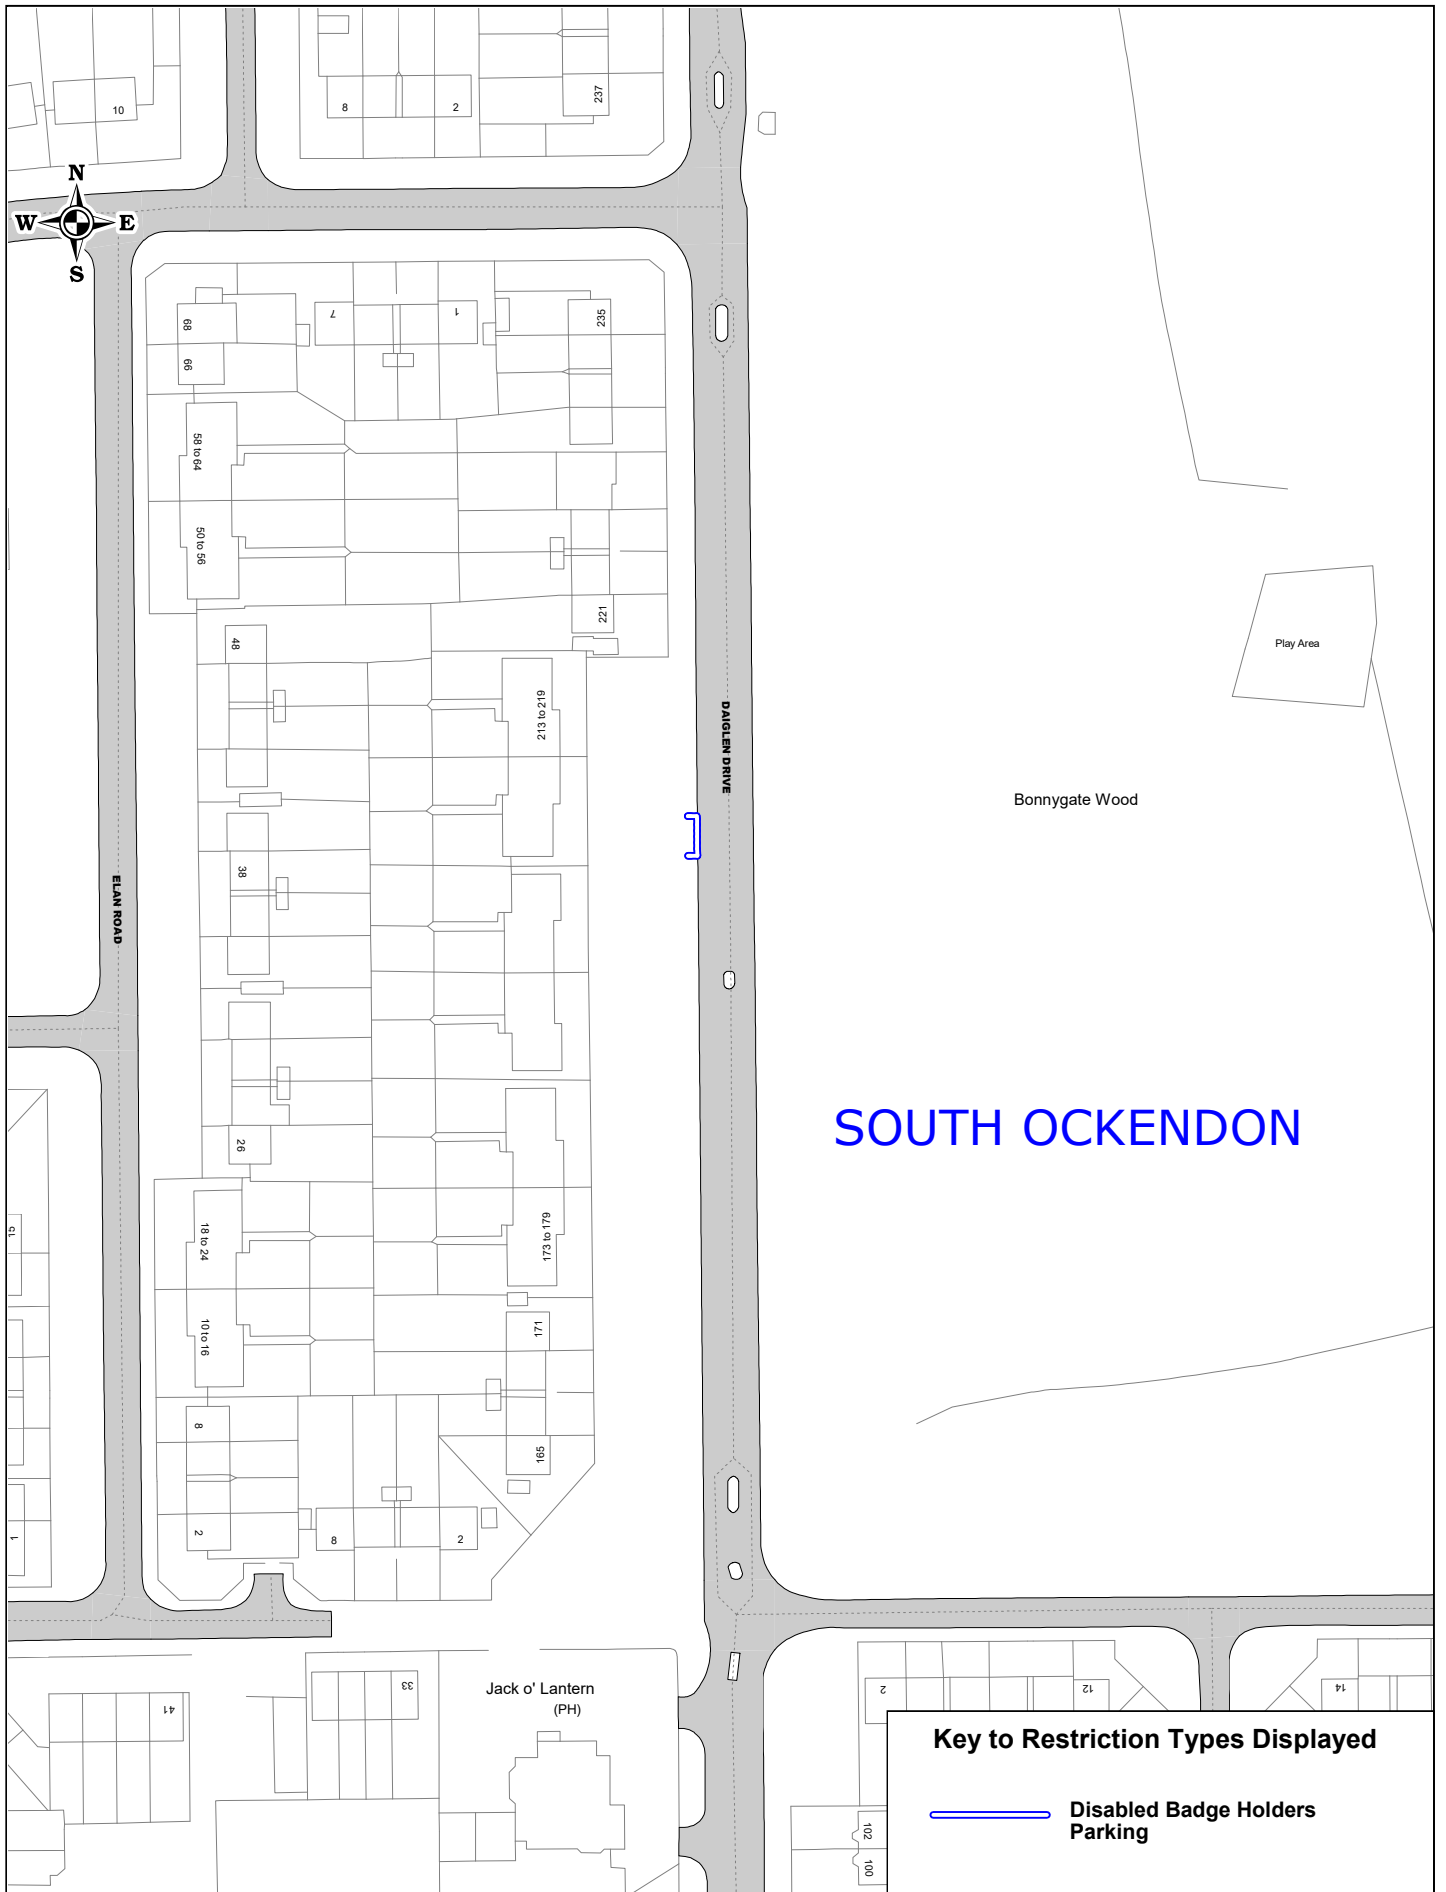 10
8
2
237
N
W
E
S
68
66
7
1
235
58 to 64
50 to 56
221
48
Play Area
213 to 219
DAIGLEN DRIVE
Bonnygate Wood
38
ELAN ROAD
SOUTH OCKENDON
26
15
18 to 24
173 to 179
10 to 16
171
8
165
2
8
2
1
41
33
Jack o' Lantern
(PH)
2
12
14
Key to Restriction Types Displayed
Disabled Badge Holders
Parking
102
100